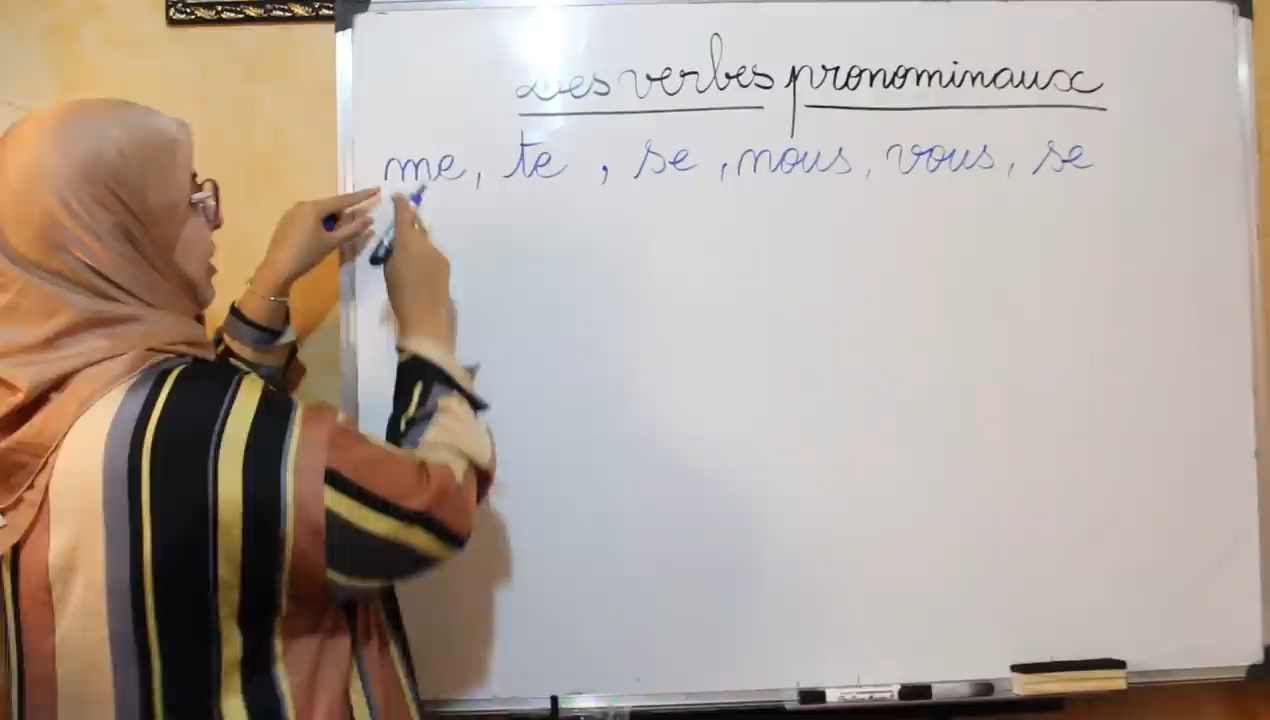 Les verbes pronominaux
me, te, se, nous, vous, se